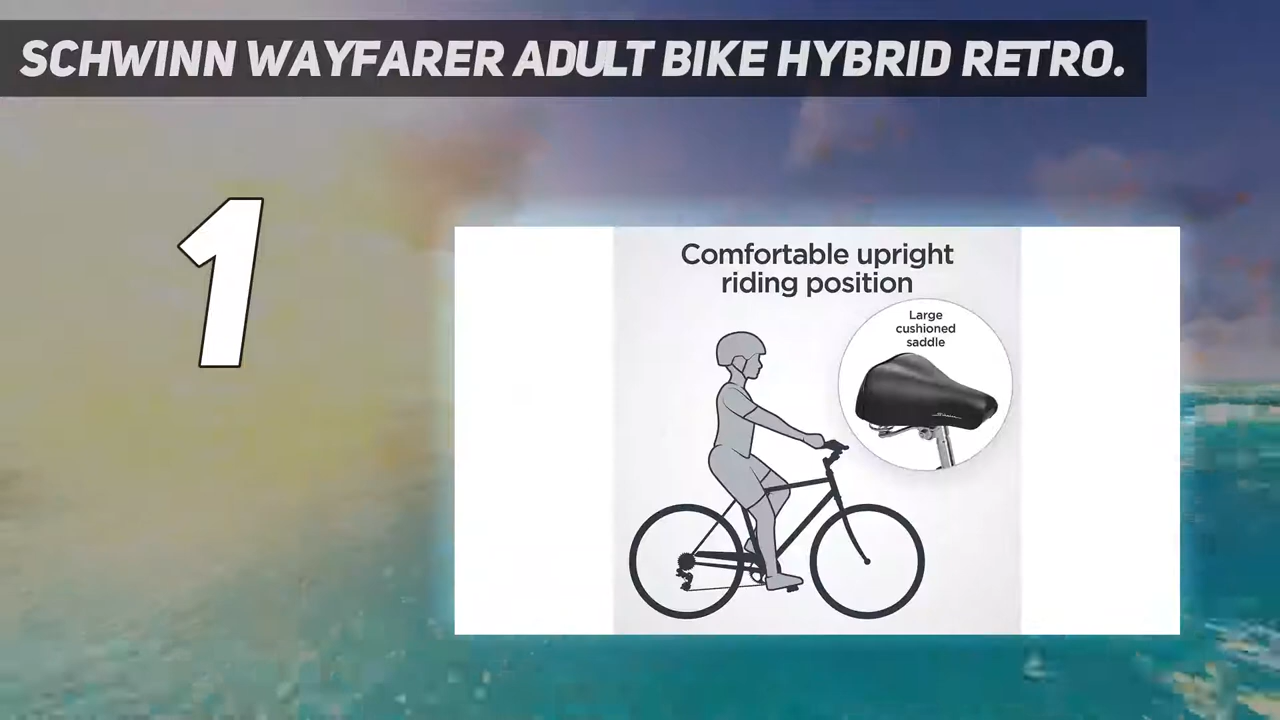 SCHWINN WAYFARER ADULT BIKE HYBRID RETRO.
1
Comfortable upright
riding position
Large
cushioned
saddle